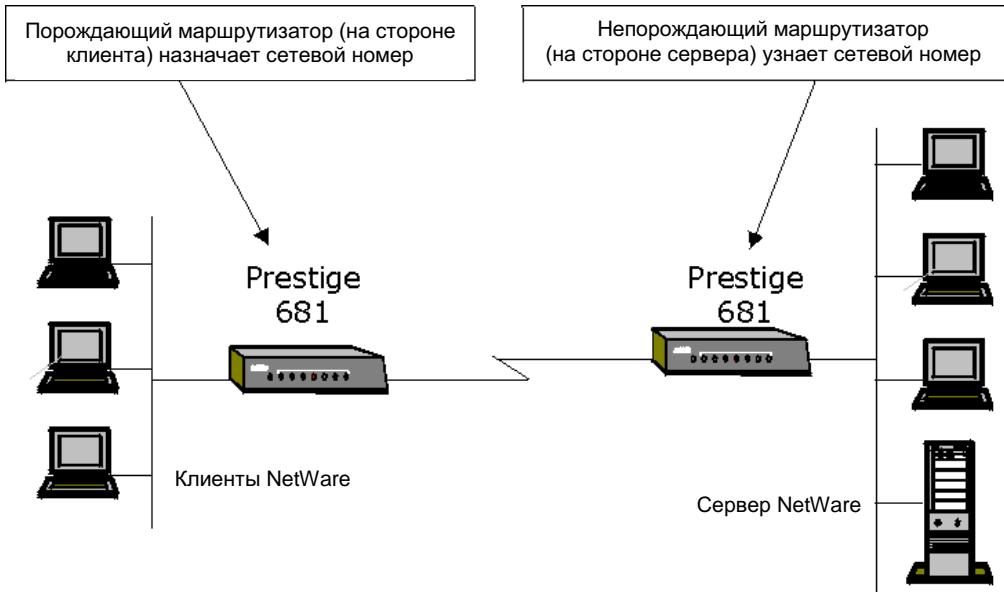 Порождающий маршрутизатор (на стороне
клиента) назначает сетевой номер
Непорождающий маршрутизатор
(на стороне сервера) узнает сетевой номер
Prestige
681
Prestige
681
Клиенты NetWare
Сервер NetWare